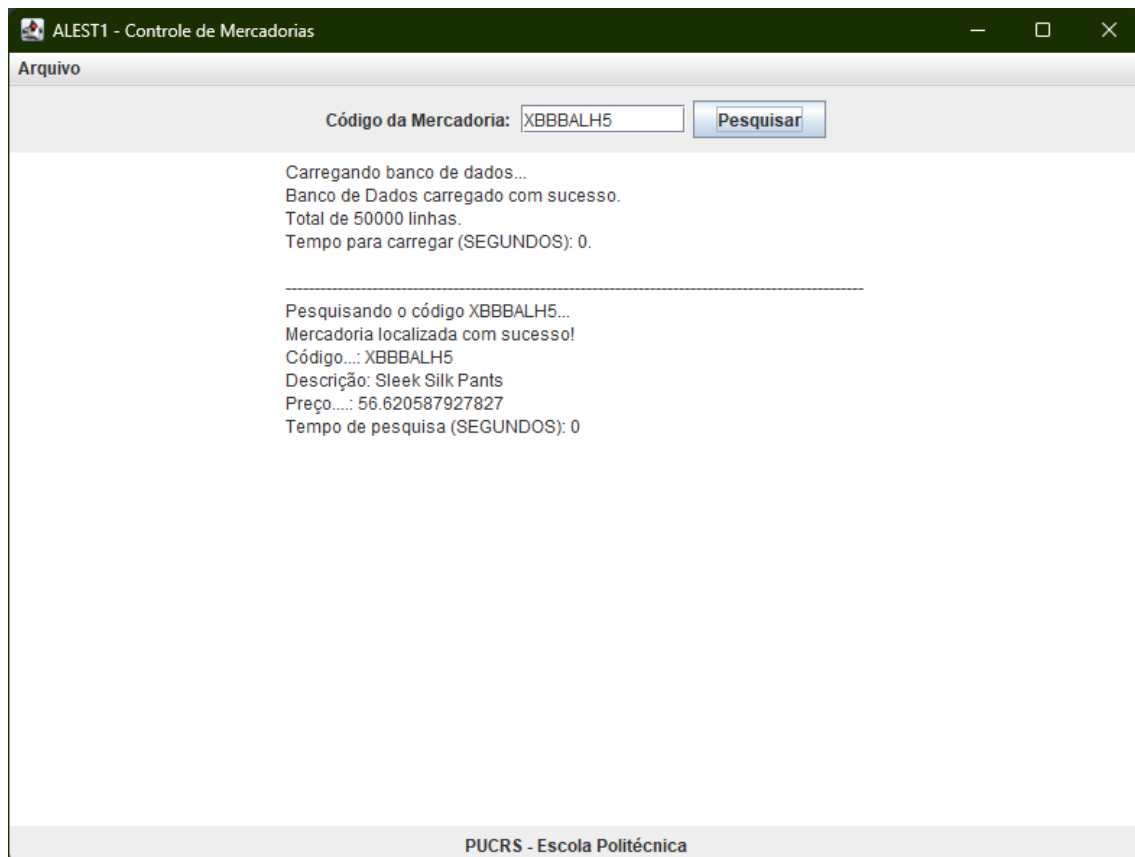 ALEST1 - Controle de Mercadorias
Arquivo
Código da Mercadoria: XBBBALH5 Pesquisar
Carregando banco de dados...
Banco de Dados carregado com sucesso.
Total de 50000 linhas.
Tempo para carregar (SEGUNDOS): 0.
----------------------------------------------------------------------------------------------------
Pesquisando o código XBBBALH5...
Mercadoria localizada com sucesso!
Código...: XBBBALH5
Descrição: Sleek Silk Pants
Preço....: 56.620587927827
Tempo de pesquisa (SEGUNDOS): 0
PUCRS - Escola Politécnica